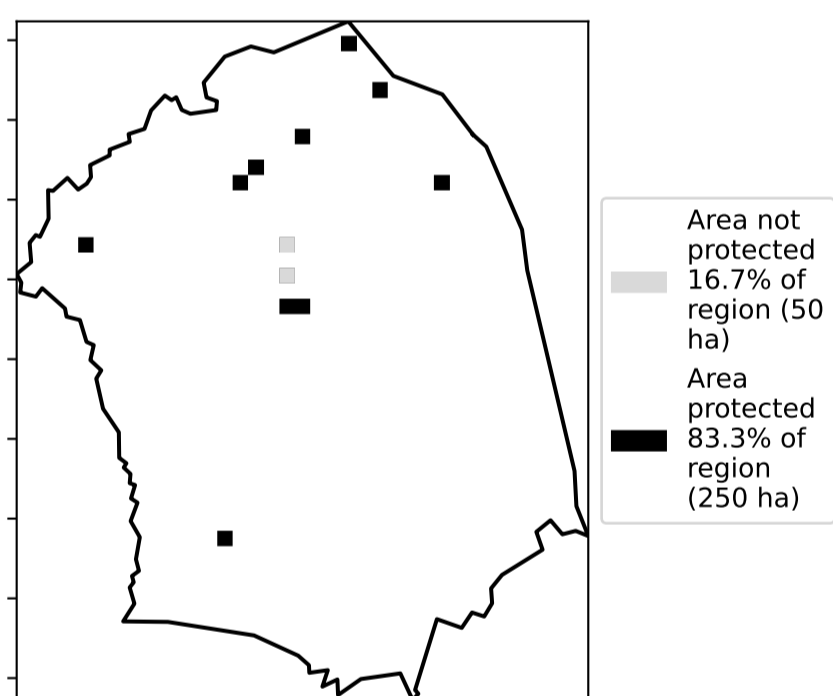 Area not
protected
16.7% of
region (50
ha)
Area
protected
83.3% of
region
(250 ha)